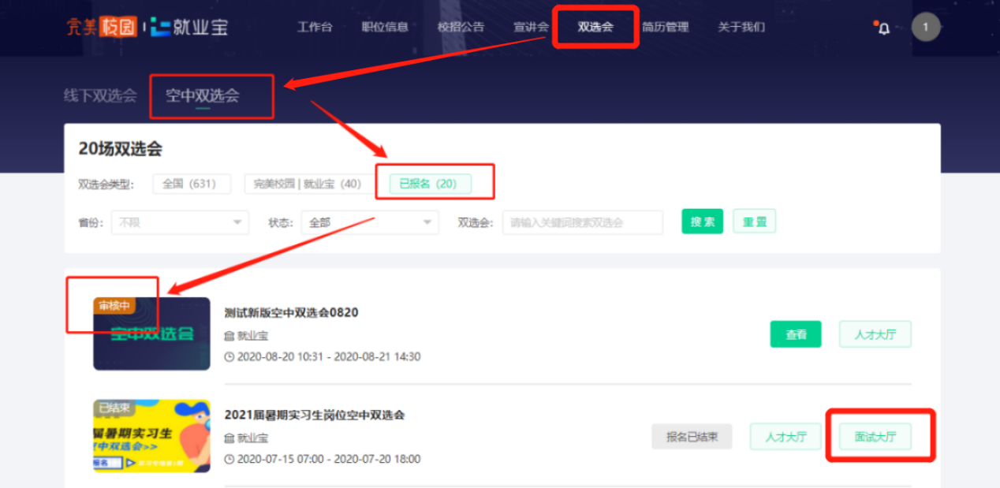 完美校园 | 就业宝 工作台 职位信息 校招公告 宣讲会 双选会 简历管理 关于我们 1
线下双选会 空中双选会
20场双选会
双选会类型: 全国（631） 完美校园 | 就业宝（40） 已报名（20）
省份: 不限 状态: 全部 双选会: 请输入关键词搜索双选会 搜索 重置
审核中
空中双选会
测试新版空中双选会0820
就业宝
2020-08-20 10:31 - 2020-08-21 14:30
查看 人才大厅
已结束
届暑期实习生
空中双选会>>
报名
2021届暑期实习生岗位空中双选会
就业宝
2020-07-15 07:00 - 2020-07-20 18:00
报名已结束 人才大厅 面试大厅